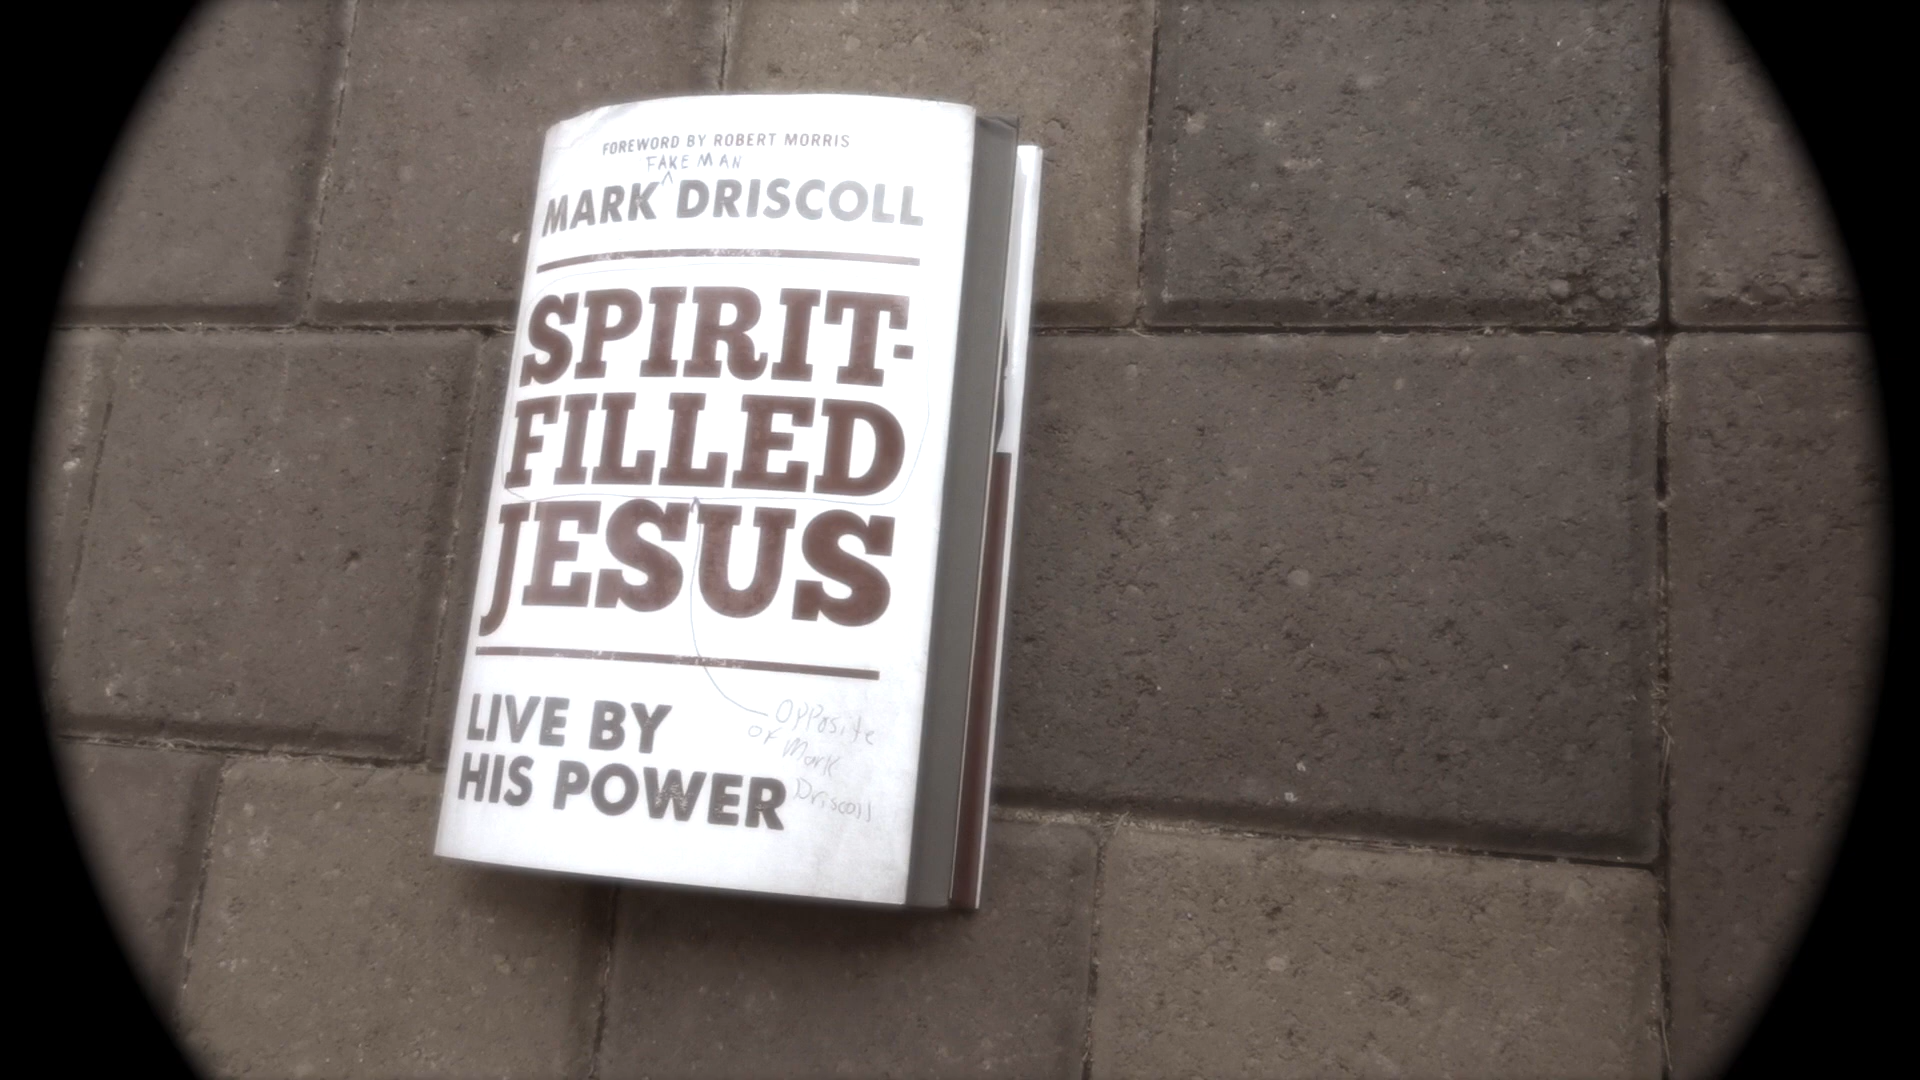 FOREWORD BY ROBERT MORRIS
FAKE MAN
MARK ^ DRISCOLL
SPIRIT-
FILLED
JESUS
LIVE BY
HIS POWER
Opposite
of Mark
Driscoll